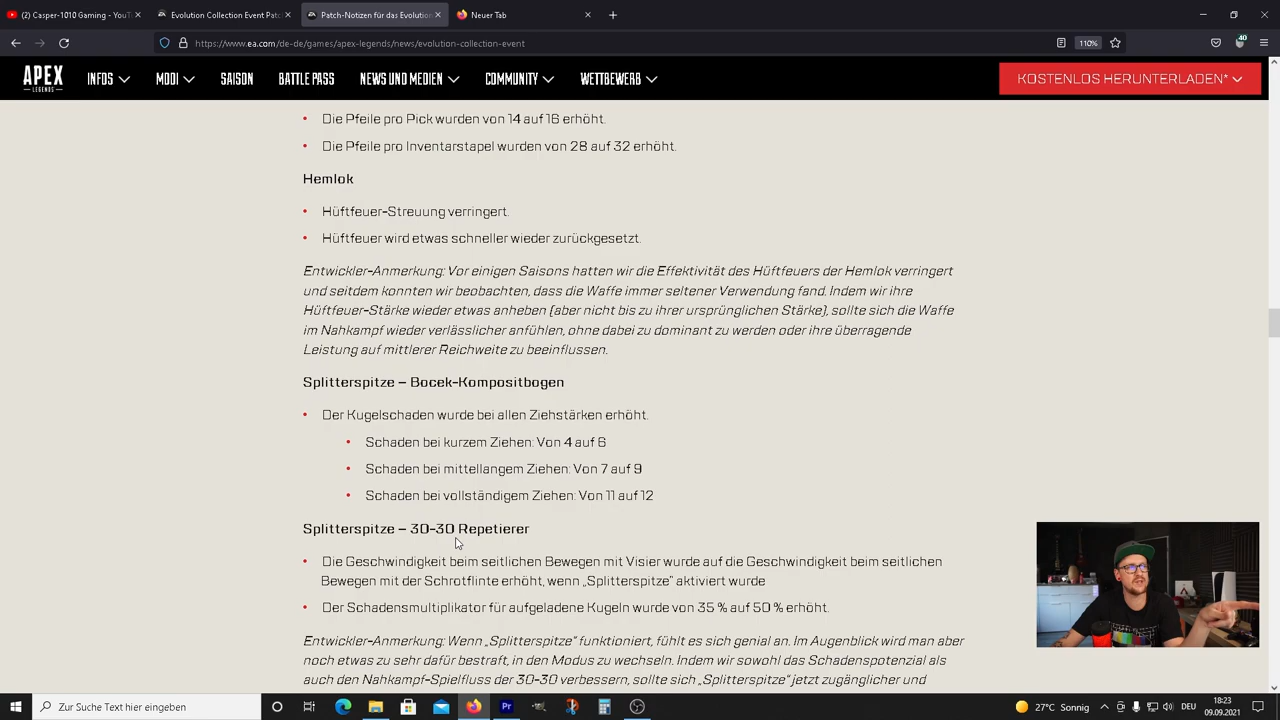 (2) Casper-1010 Gaming - YouT
Evolution Collection Event Patc
Patch-Notizen für das Evolution
Neuer Tab
https://www.ea.com/de-de/games/apex-legends/news/evolution-collection-event
110%
40
APEX
LEGENDS
INFOS
MODI
SAISON
BATTLE PASS
NEWS UND MEDIEN
COMMUNITY
WETTBEWERB
KOSTENLOS HERUNTERLADEN*
• Die Pfeile pro Pick wurden von 14 auf 16 erhöht.
• Die Pfeile pro Inventarstapel wurden von 28 auf 32 erhöht.
Hemlok
• Hüftfeuer-Streuung verringert.
• Hüftfeuer wird etwas schneller wieder zurückgesetzt.
Entwickler-Anmerkung: Vor einigen Saisons hatten wir die Effektivität des Hüftfeuers der Hemlok verringert
und seitdem konnten wir beobachten, dass die Waffe immer seltener Verwendung fand. Indem wir ihre
Hüftfeuer-Stärke wieder etwas anheben (aber nicht bis zu ihrer ursprünglichen Stärke), sollte sich die Waffe
im Nahkampf wieder verlässlicher anfühlen, ohne dabei zu dominant zu werden oder ihre überragende
Leistung auf mittlerer Reichweite zu beeinflussen.
Splitterspitze – Bocek-Kompositbogen
• Der Kugelschaden wurde bei allen Ziehstärken erhöht.
• Schaden bei kurzem Ziehen: Von 4 auf 6
• Schaden bei mittellangem Ziehen: Von 7 auf 9
• Schaden bei vollständigem Ziehen: Von 11 auf 12
Splitterspitze – 30-30 Repetierer
• Die Geschwindigkeit beim seitlichen Bewegen mit Visier wurde auf die Geschwindigkeit beim seitlichen
Bewegen mit der Schrotflinte erhöht, wenn „Splitterspitze" aktiviert wurde
• Der Schadensmultiplikator für aufgeladene Kugeln wurde von 35 % auf 50 % erhöht.
Entwickler-Anmerkung: Wenn „Splitterspitze" funktioniert, fühlt es sich genial an. Im Augenblick wird man aber
noch etwas zu sehr dafür bestraft, in den Modus zu wechseln. Indem wir sowohl das Schadenspotenzial als
auch den Nahkampf-Spielfluss der 30-30 verbessern, sollte sich „Splitterspitze" jetzt zugänglicher und
Zur Suche Text hier eingeben
Pr
27°C Sonnig
DEU
18:23
09.09.2021